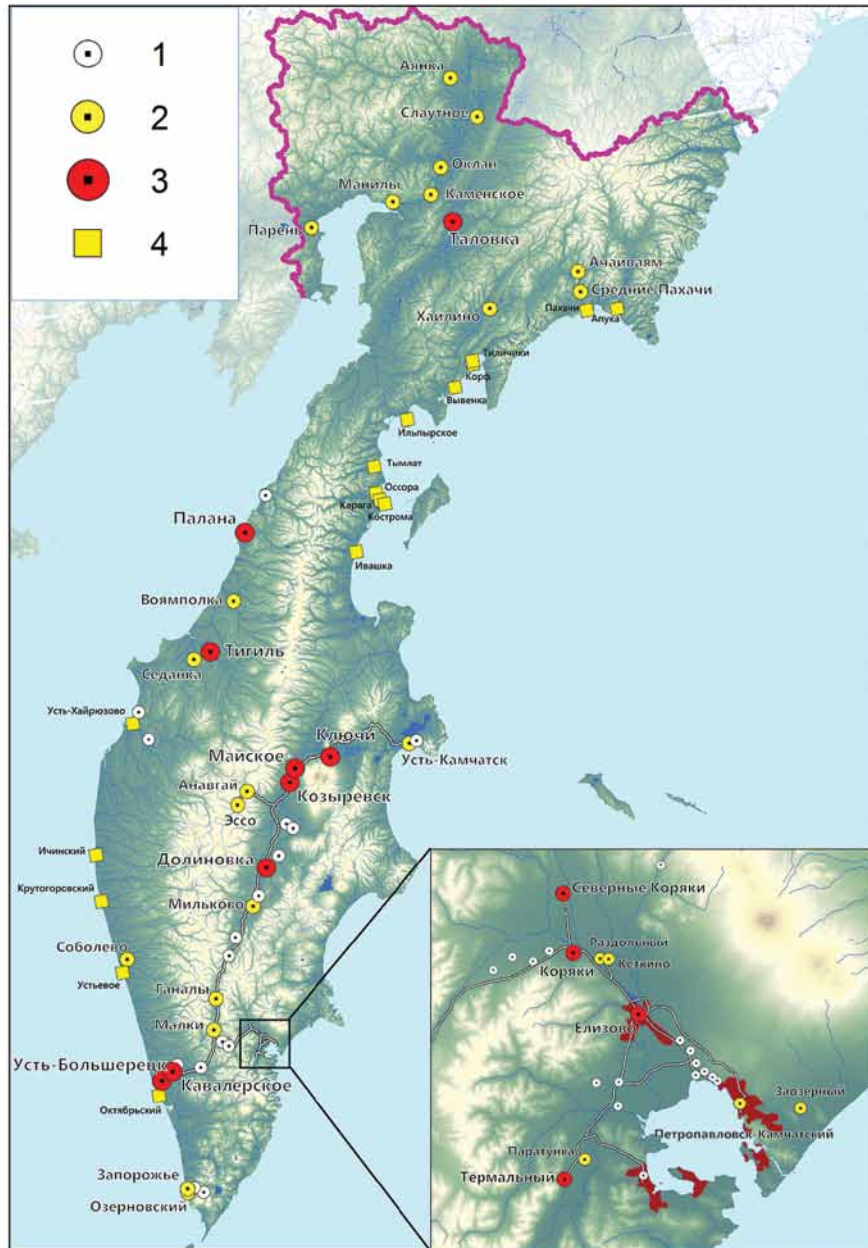 1
2
3
4
Аянка
Слаутное
Оклан
Манилы
Каменское
Парень
Таловка
Ачайваям
Средние Пахачи
Хаилино
Пахачи
Апука
Тиличики
Корф
Вывенка
Ильпырское
Тымлат
Оссора
Карага
Кострома
Палана
Ивашка
Воямполка
Тигиль
Седанка
Усть-Хайрюзово
Ключи
Майское
Усть-Камчатск
Анавгай
Козыревск
Эссо
Ичинский
Долиновка
Крутогоровский
Мильково
Соболево
Устьевое
Ганалы
Малки
Усть-Большерецк
Кавалерское
Октябрьский
Запорожье
Озерновский
Северные Коряки
Раздольный
Коряки
Кеткино
Елизово
Заозерный
Петропавловск-Камчатский
Паратунка
Термальный